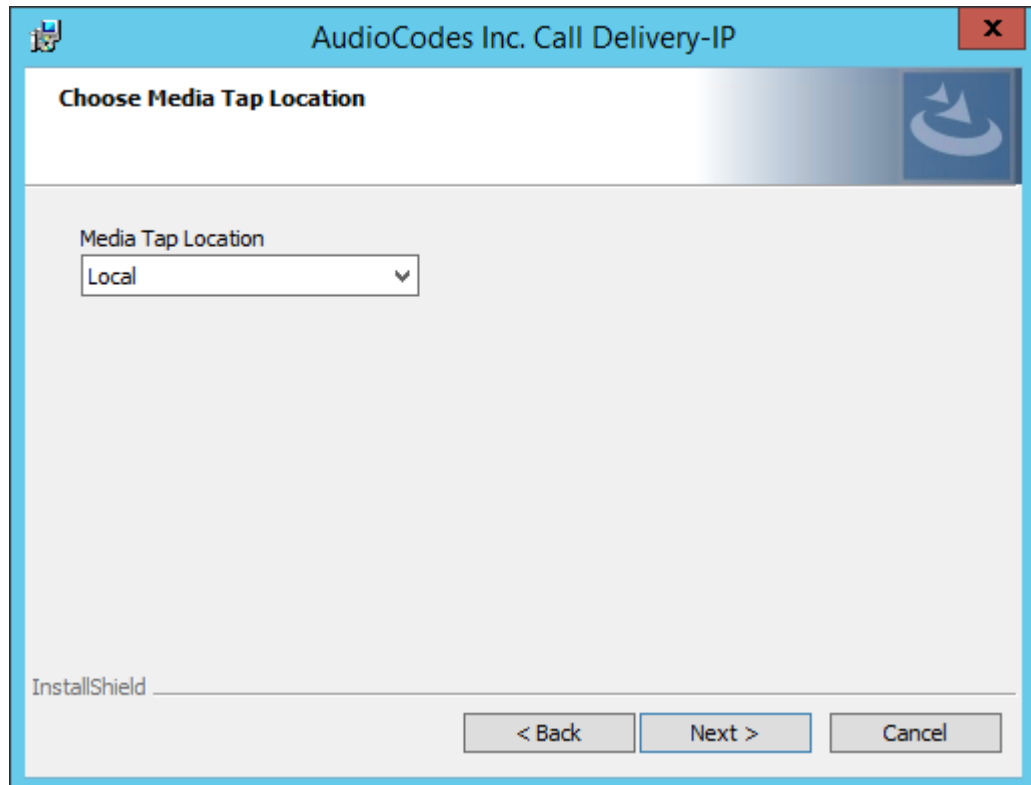 AudioCodes Inc. Call Delivery-IP
x
Choose Media Tap Location
Media Tap Location
Local
InstallShield
< Back
Next >
Cancel